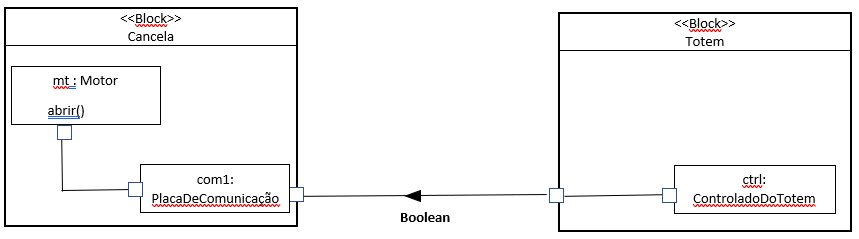 <<Block>>
Cancela
mt : Motor
abrir()
com1:
PlacaDeComunicação
Boolean
<<Block>>
Totem
ctrl:
ControladoDoTotem